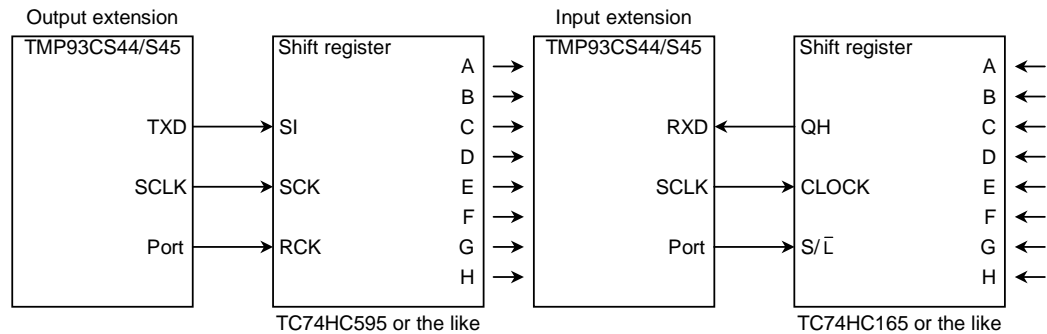 Output extension
TMP93CS44/S45
TXD
SCLK
Port
Shift register
SI
SCK
RCK
A
B
C
D
E
F
G
H
TC74HC595 or the like
Input extension
TMP93CS44/S45
RXD
SCLK
Port
Shift register
QH
CLOCK
S/L̅
A
B
C
D
E
F
G
H
TC74HC165 or the like